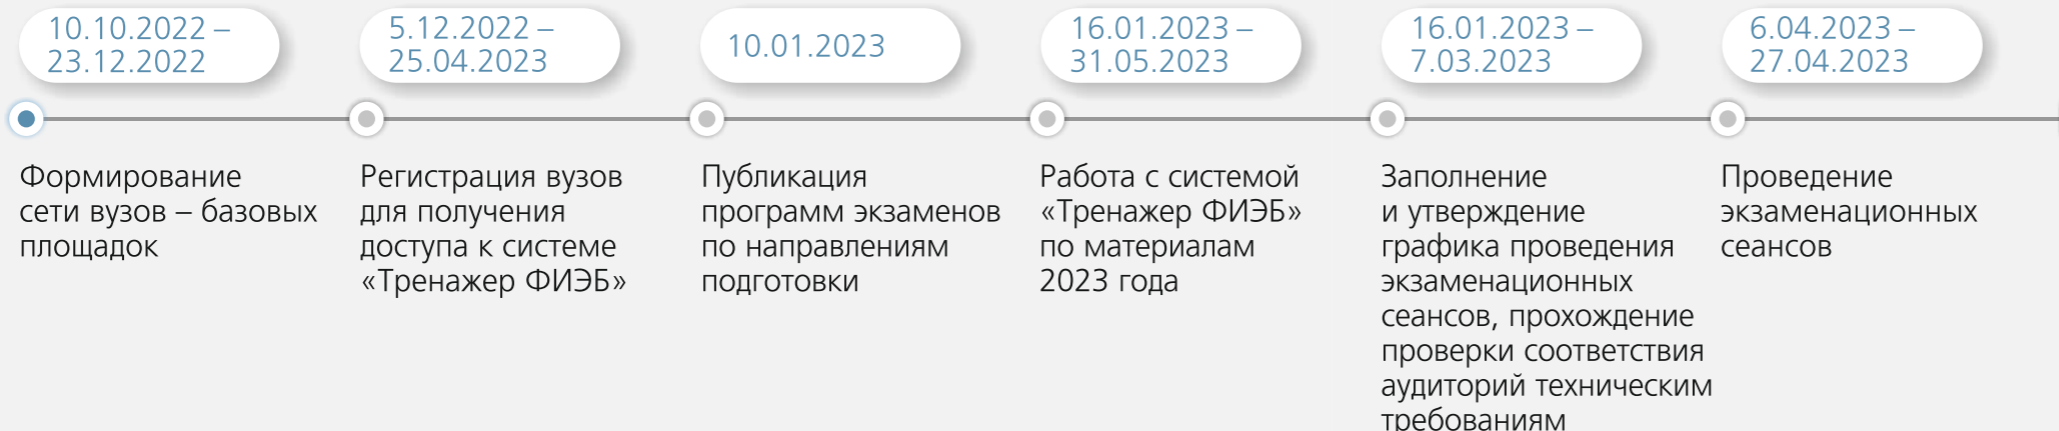 10.10.2022 –
23.12.2022
Формирование
сети вузов – базовых
площадок
5.12.2022 –
25.04.2023
Регистрация вузов
для получения
доступа к системе
«Тренажер ФИЭБ»
10.01.2023
Публикация
программ экзаменов
по направлениям
подготовки
16.01.2023 –
31.05.2023
Работа с системой
«Тренажер ФИЭБ»
по материалам
2023 года
16.01.2023 –
7.03.2023
Заполнение
и утверждение
графика проведения
экзаменационных
сеансов, прохождение
проверки соответствия
аудиторий техническим
требованиям
6.04.2023 –
27.04.2023
Проведение
экзаменационных
сеансов